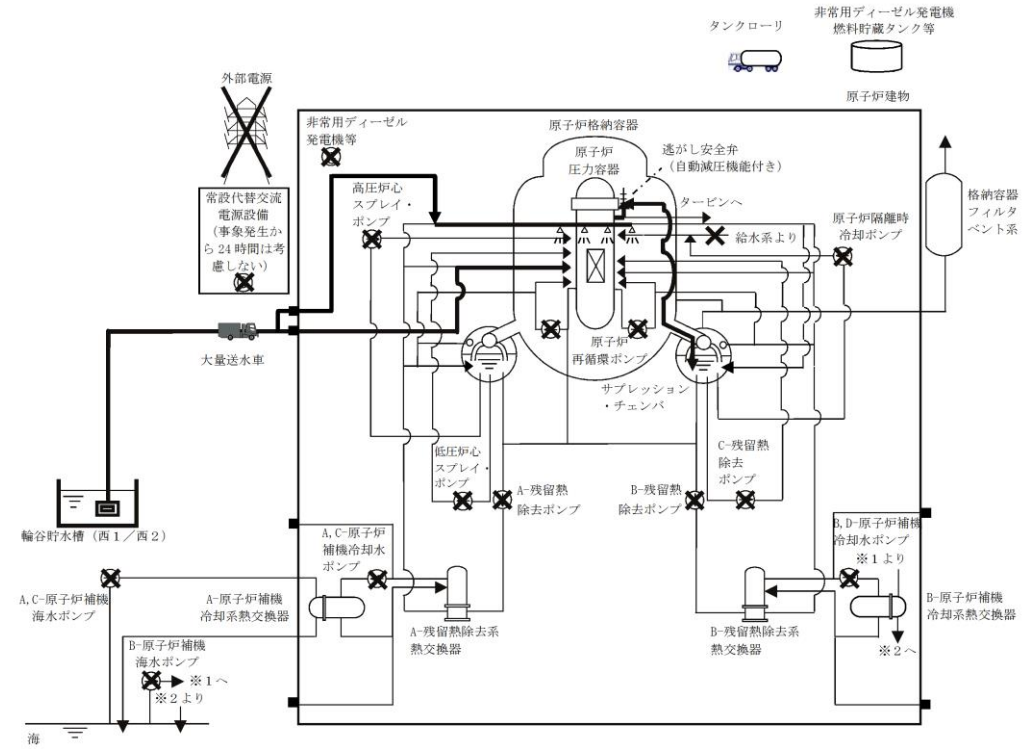 タンクローリ
非常用ディーゼル発電機
燃料貯蔵タンク等
外部電源
原子炉建物
非常用ディーゼル
発電機等
原子炉格納容器
原子炉
圧力容器
逃がし安全弁
(自動減圧機能付き)
常設代替交流
電源設備
(事象発生か
ら24時間は考
慮しない)
高圧炉心
スプレイ・
ポンプ
タービンへ
給水系より
原子炉隔離時
冷却ポンプ
格納容器
フィルタ
ベント系
大量送水車
原子炉
再循環ポンプ
サプレッション
・チェンバ
低圧炉心
スプレイ・
ポンプ
A-残留熱
除去ポンプ
B-残留熱
除去ポンプ
C-残留熱
除去
ポンプ
輪谷貯水槽(西1/西2)
A,C-原子炉
補機冷却水
ポンプ
B,D-原子炉補機
冷却水ポンプ
※1より
A,C-原子炉補機
海水ポンプ
A-原子炉補機
冷却系熱交換器
A-残留熱除去系
熱交換器
B-残留熱除去系
熱交換器
B-原子炉補機
冷却系熱交換器
※2へ
B-原子炉補機
海水ポンプ
※1へ
※2より
海